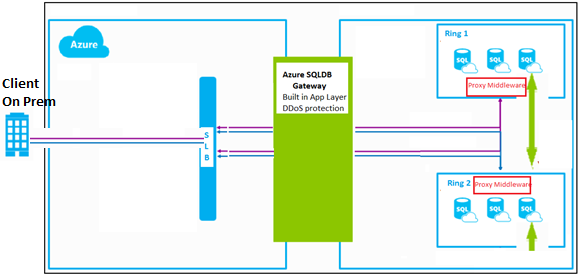 Azure
Client
On Prem
S
L
B
Azure SQLDB
Gateway
Built in App Layer
DDoS protection
Ring 1
SQL
SQL
SQL
Proxy Middleware
Ring 2
Proxy Middleware
SQL
SQL
SQL